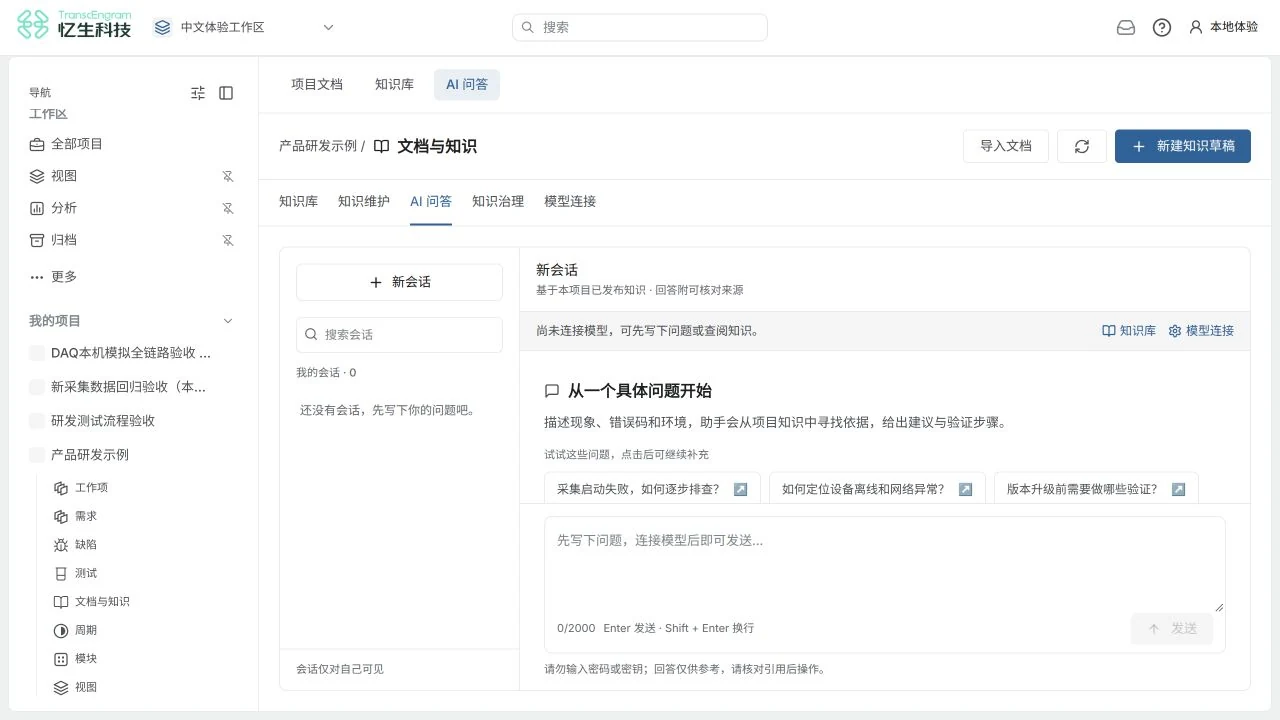 TranscEngram
忆生科技
中文体验工作区
搜索
本地体验
导航
工作区
全部项目
视图
分析
归档
更多
我的项目
DAQ本机模拟全链路验收 ...
新采集数据回归验收（本...
研发测试流程验收
产品研发示例
工作项
需求
缺陷
测试
文档与知识
周期
模块
视图
项目文档 知识库 AI 问答
产品研发示例 / 文档与知识
导入文档
新建知识草稿
知识库 知识维护 AI 问答 知识治理 模型连接
新会话
搜索会话
我的会话 · 0
还没有会话，先写下你的问题吧。
会话仅对自己可见
新会话
基于本项目已发布知识 · 回答附可核对来源
尚未连接模型，可先写下问题或查阅知识。
知识库 模型连接
从一个具体问题开始
描述现象、错误码和环境，助手会从项目知识中寻找依据，给出建议与验证步骤。
试试这些问题，点击后可继续补充
采集启动失败，如何逐步排查？ 如何定位设备离线和网络异常？ 版本升级前需要做哪些验证？
先写下问题，连接模型后即可发送...
0/2000 Enter 发送 · Shift + Enter 换行
发送
请勿输入密码或密钥；回答仅供参考，请核对引用后操作。